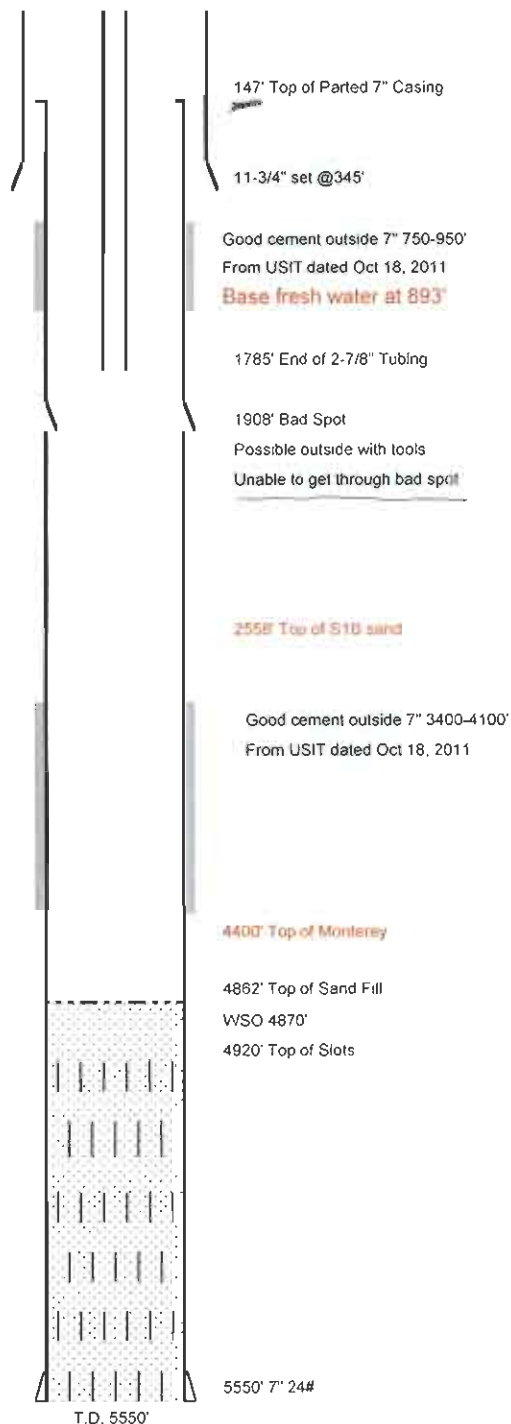 147' Top of Parted 7" Casing
11-3/4" set @345'
Good cement outside 7" 750-950'
From USIT dated Oct 18, 2011
Base fresh water at 893'
1785' End of 2-7/8" Tubing
1908' Bad Spot
Possible outside with tools
Unable to get through bad spot
2558' Top of S1B sand
Good cement outside 7" 3400-4100'
From USIT dated Oct 18, 2011
4400' Top of Monterey
4862' Top of Sand Fill
WSO 4870'
4920' Top of Slots
5550' 7" 24#
T.D. 5550'